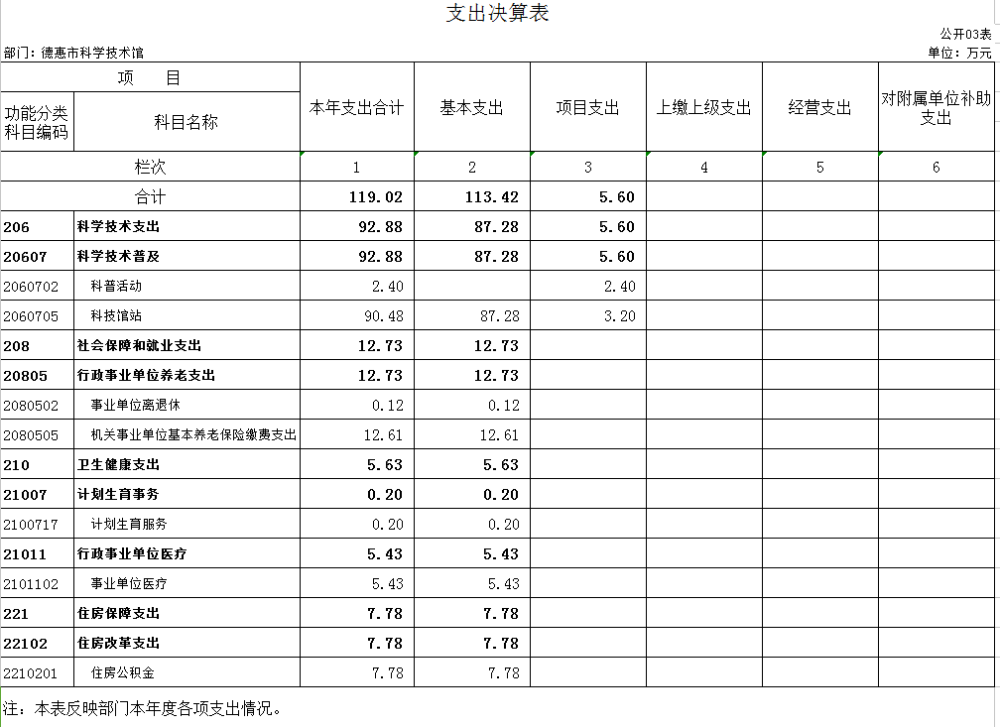 支出决算表
公开03表
部门：德惠市科学技术馆 单位：万元
项 目 本年支出合计 基本支出 项目支出 上缴上级支出 经营支出 对附属单位补助支出
功能分类科目编码 科目名称
栏次 1 2 3 4 5 6
合计 119.02 113.42 5.60
206 科学技术支出 92.88 87.28 5.60
20607 科学技术普及 92.88 87.28 5.60
2060702 科普活动 2.40 2.40
2060705 科技馆站 90.48 87.28 3.20
208 社会保障和就业支出 12.73 12.73
20805 行政事业单位养老支出 12.73 12.73
2080502 事业单位离退休 0.12 0.12
2080505 机关事业单位基本养老保险缴费支出 12.61 12.61
210 卫生健康支出 5.63 5.63
21007 计划生育事务 0.20 0.20
2100717 计划生育服务 0.20 0.20
21011 行政事业单位医疗 5.43 5.43
2101102 事业单位医疗 5.43 5.43
221 住房保障支出 7.78 7.78
22102 住房改革支出 7.78 7.78
2210201 住房公积金 7.78 7.78
注：本表反映部门本年度各项支出情况。